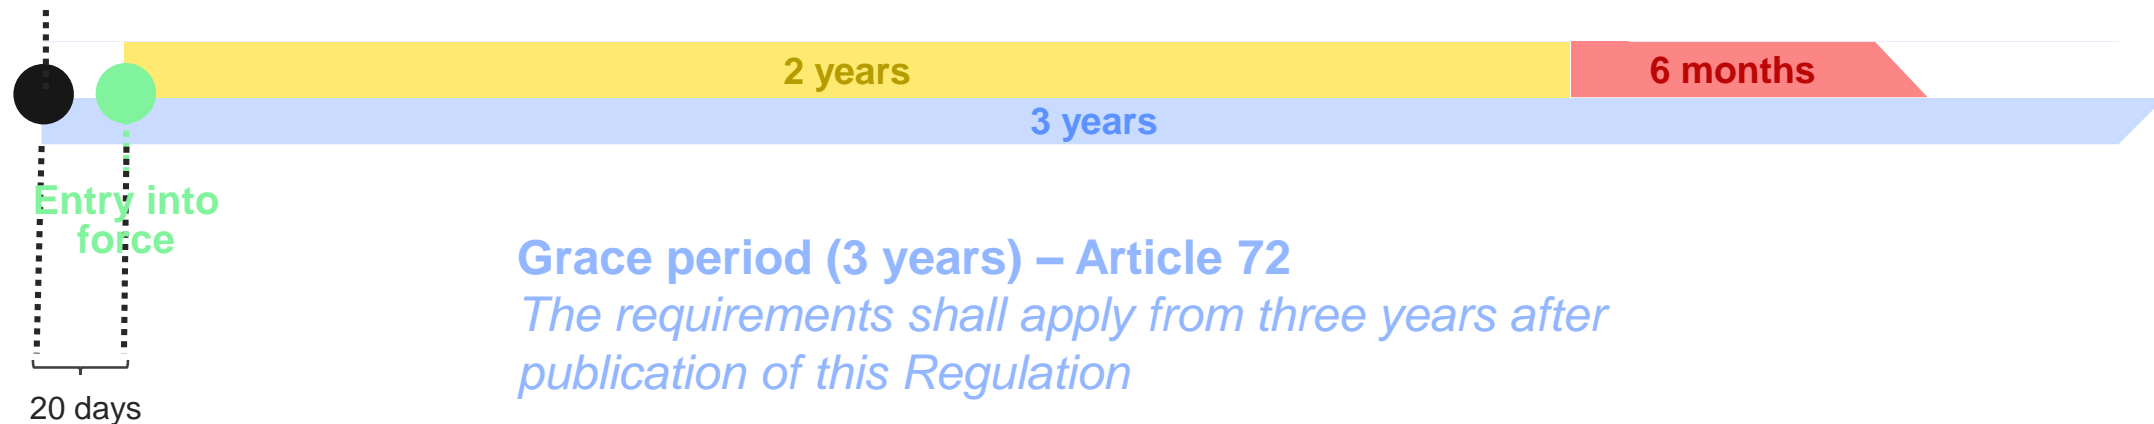 2 years
6 months
3 years
Entry into
force
Grace period (3 years) – Article 72
The requirements shall apply from three years after
publication of this Regulation
20 days